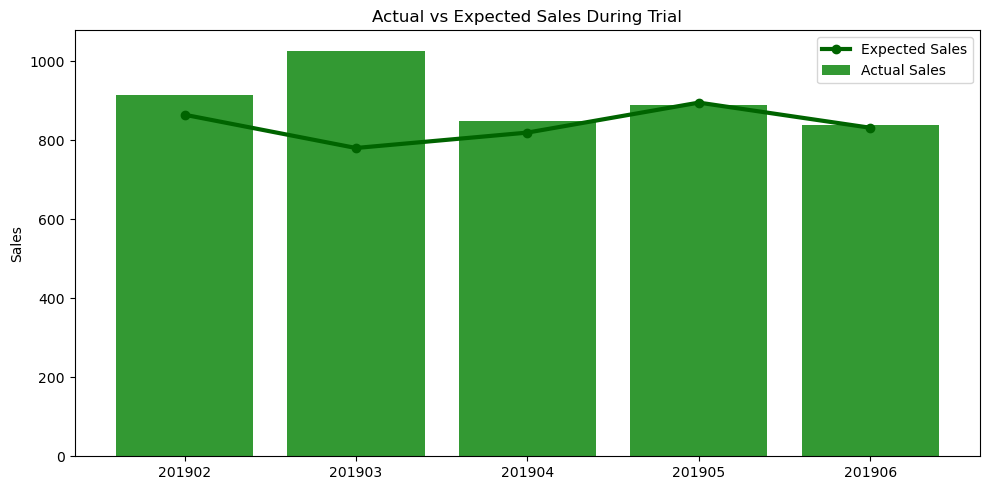 Actual vs Expected Sales During Trial
Expected Sales
Actual Sales
Sales
1000
800
600
400
200
0
201902 201903 201904 201905 201906